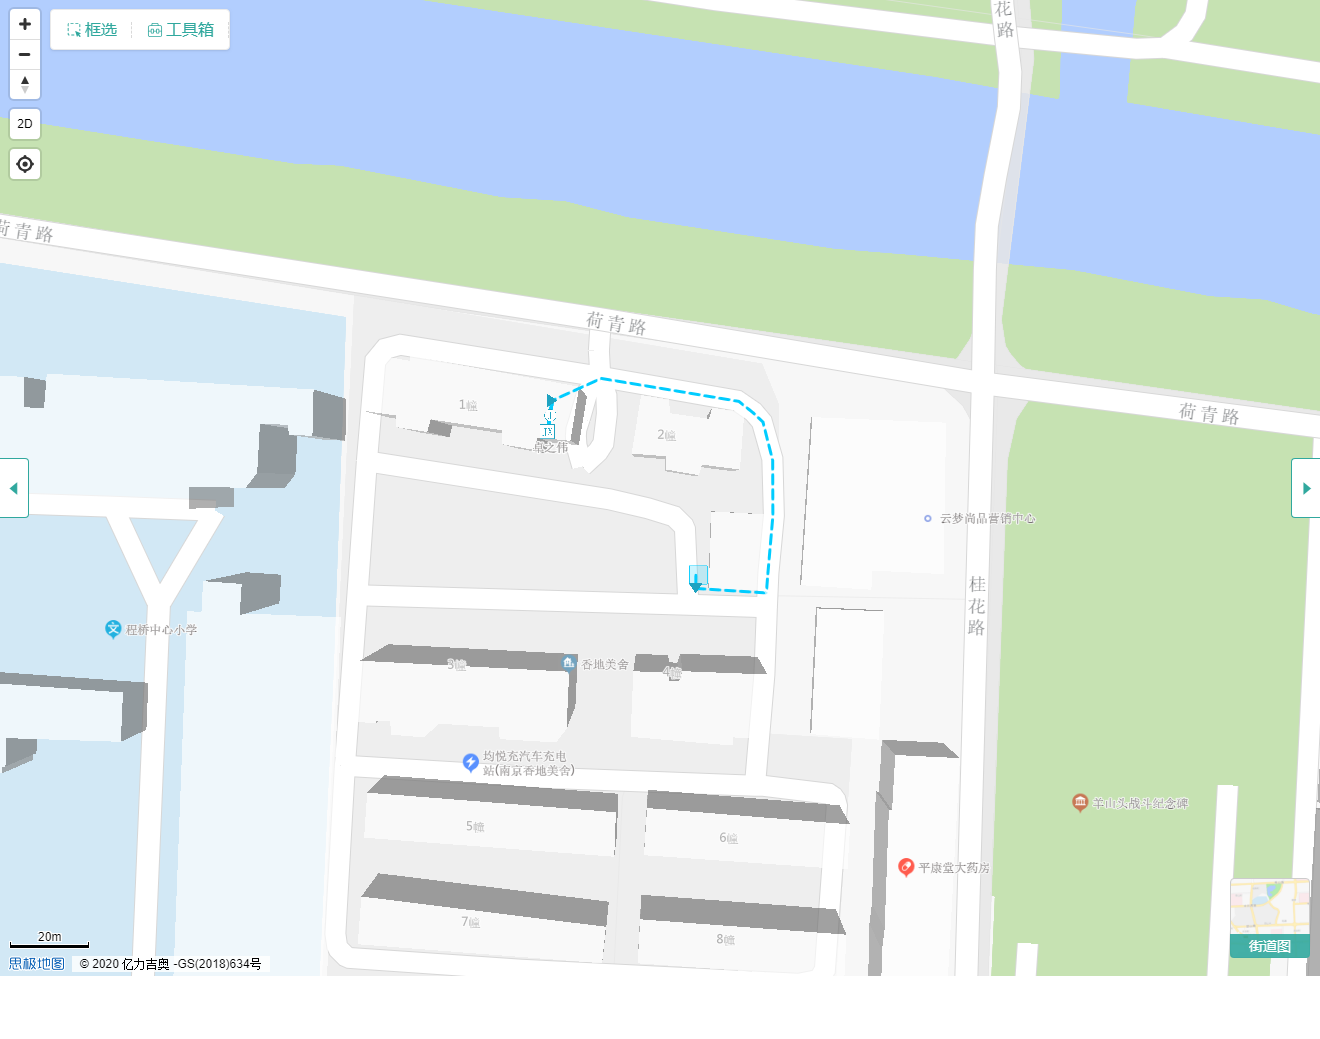 框选
工具箱
2D
花
路
荷青路
荷青路
荷青路
1幢
2幢
云梦尚品营销中心
桂
花
路
程桥中心小学
3幢
香地美舍
4幢
均悦充汽车充电
站(南京香地美舍)
羊山头战斗纪念碑
5幢
6幢
平康堂大药房
7幢
8幢
20m
思极地图
© 2020 亿力吉奥 -GS(2018)634号
街道图